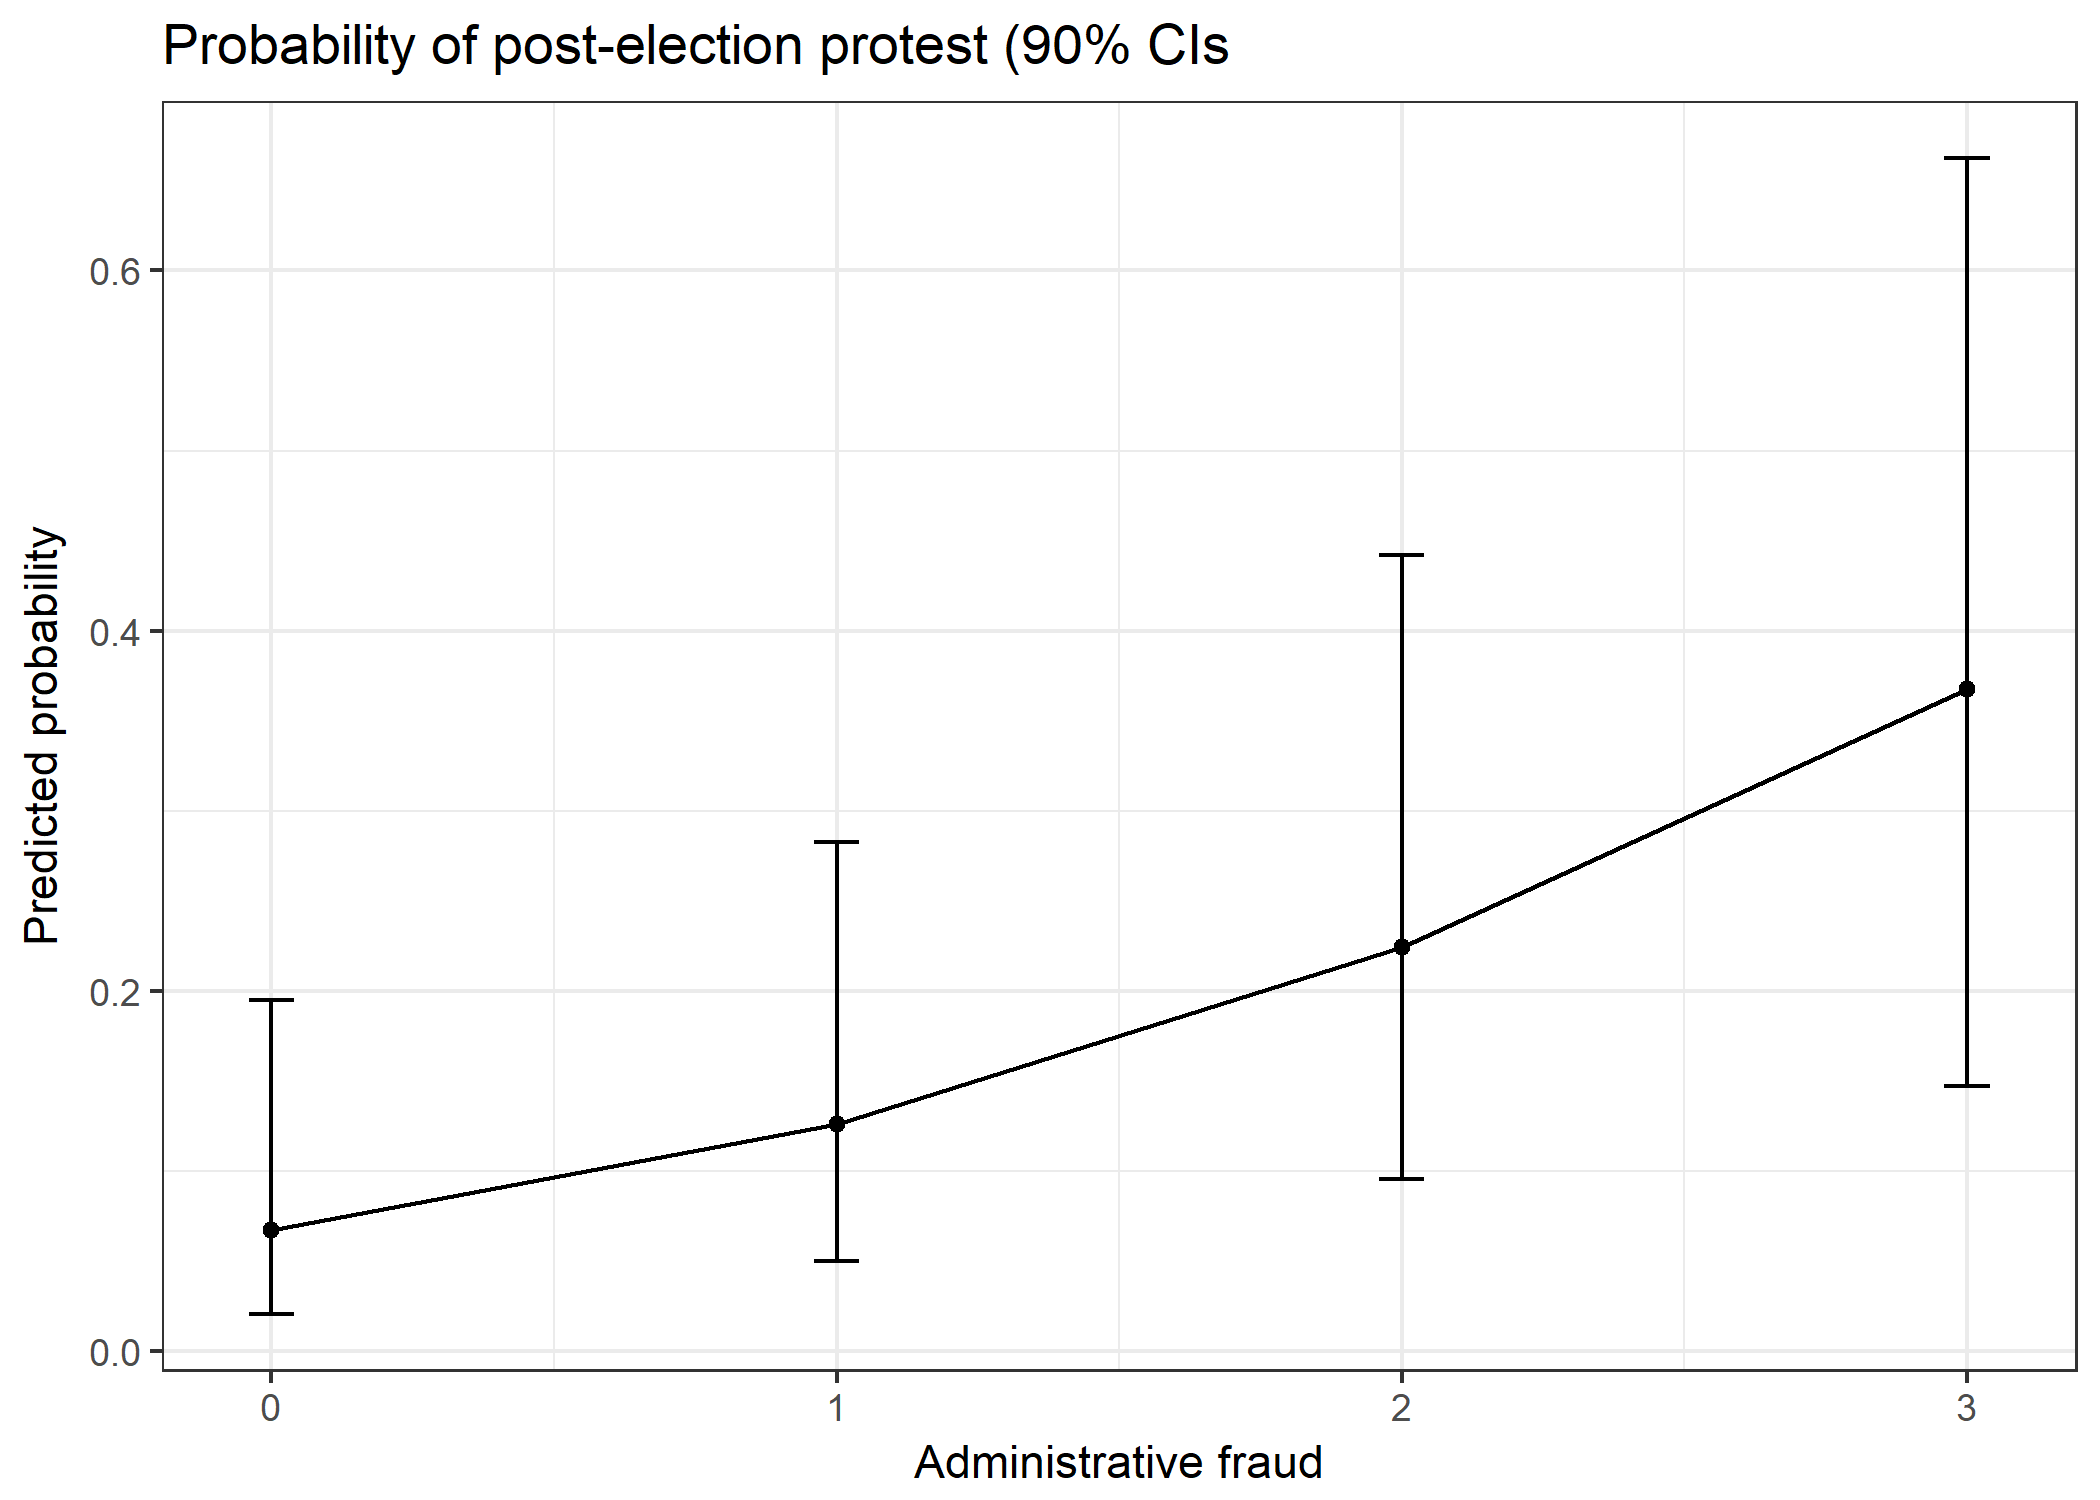 Probability of post-election protest (90% CIs
Predicted probability
0.6
0.4
0.2
0.0
0 1 2 3
Administrative fraud